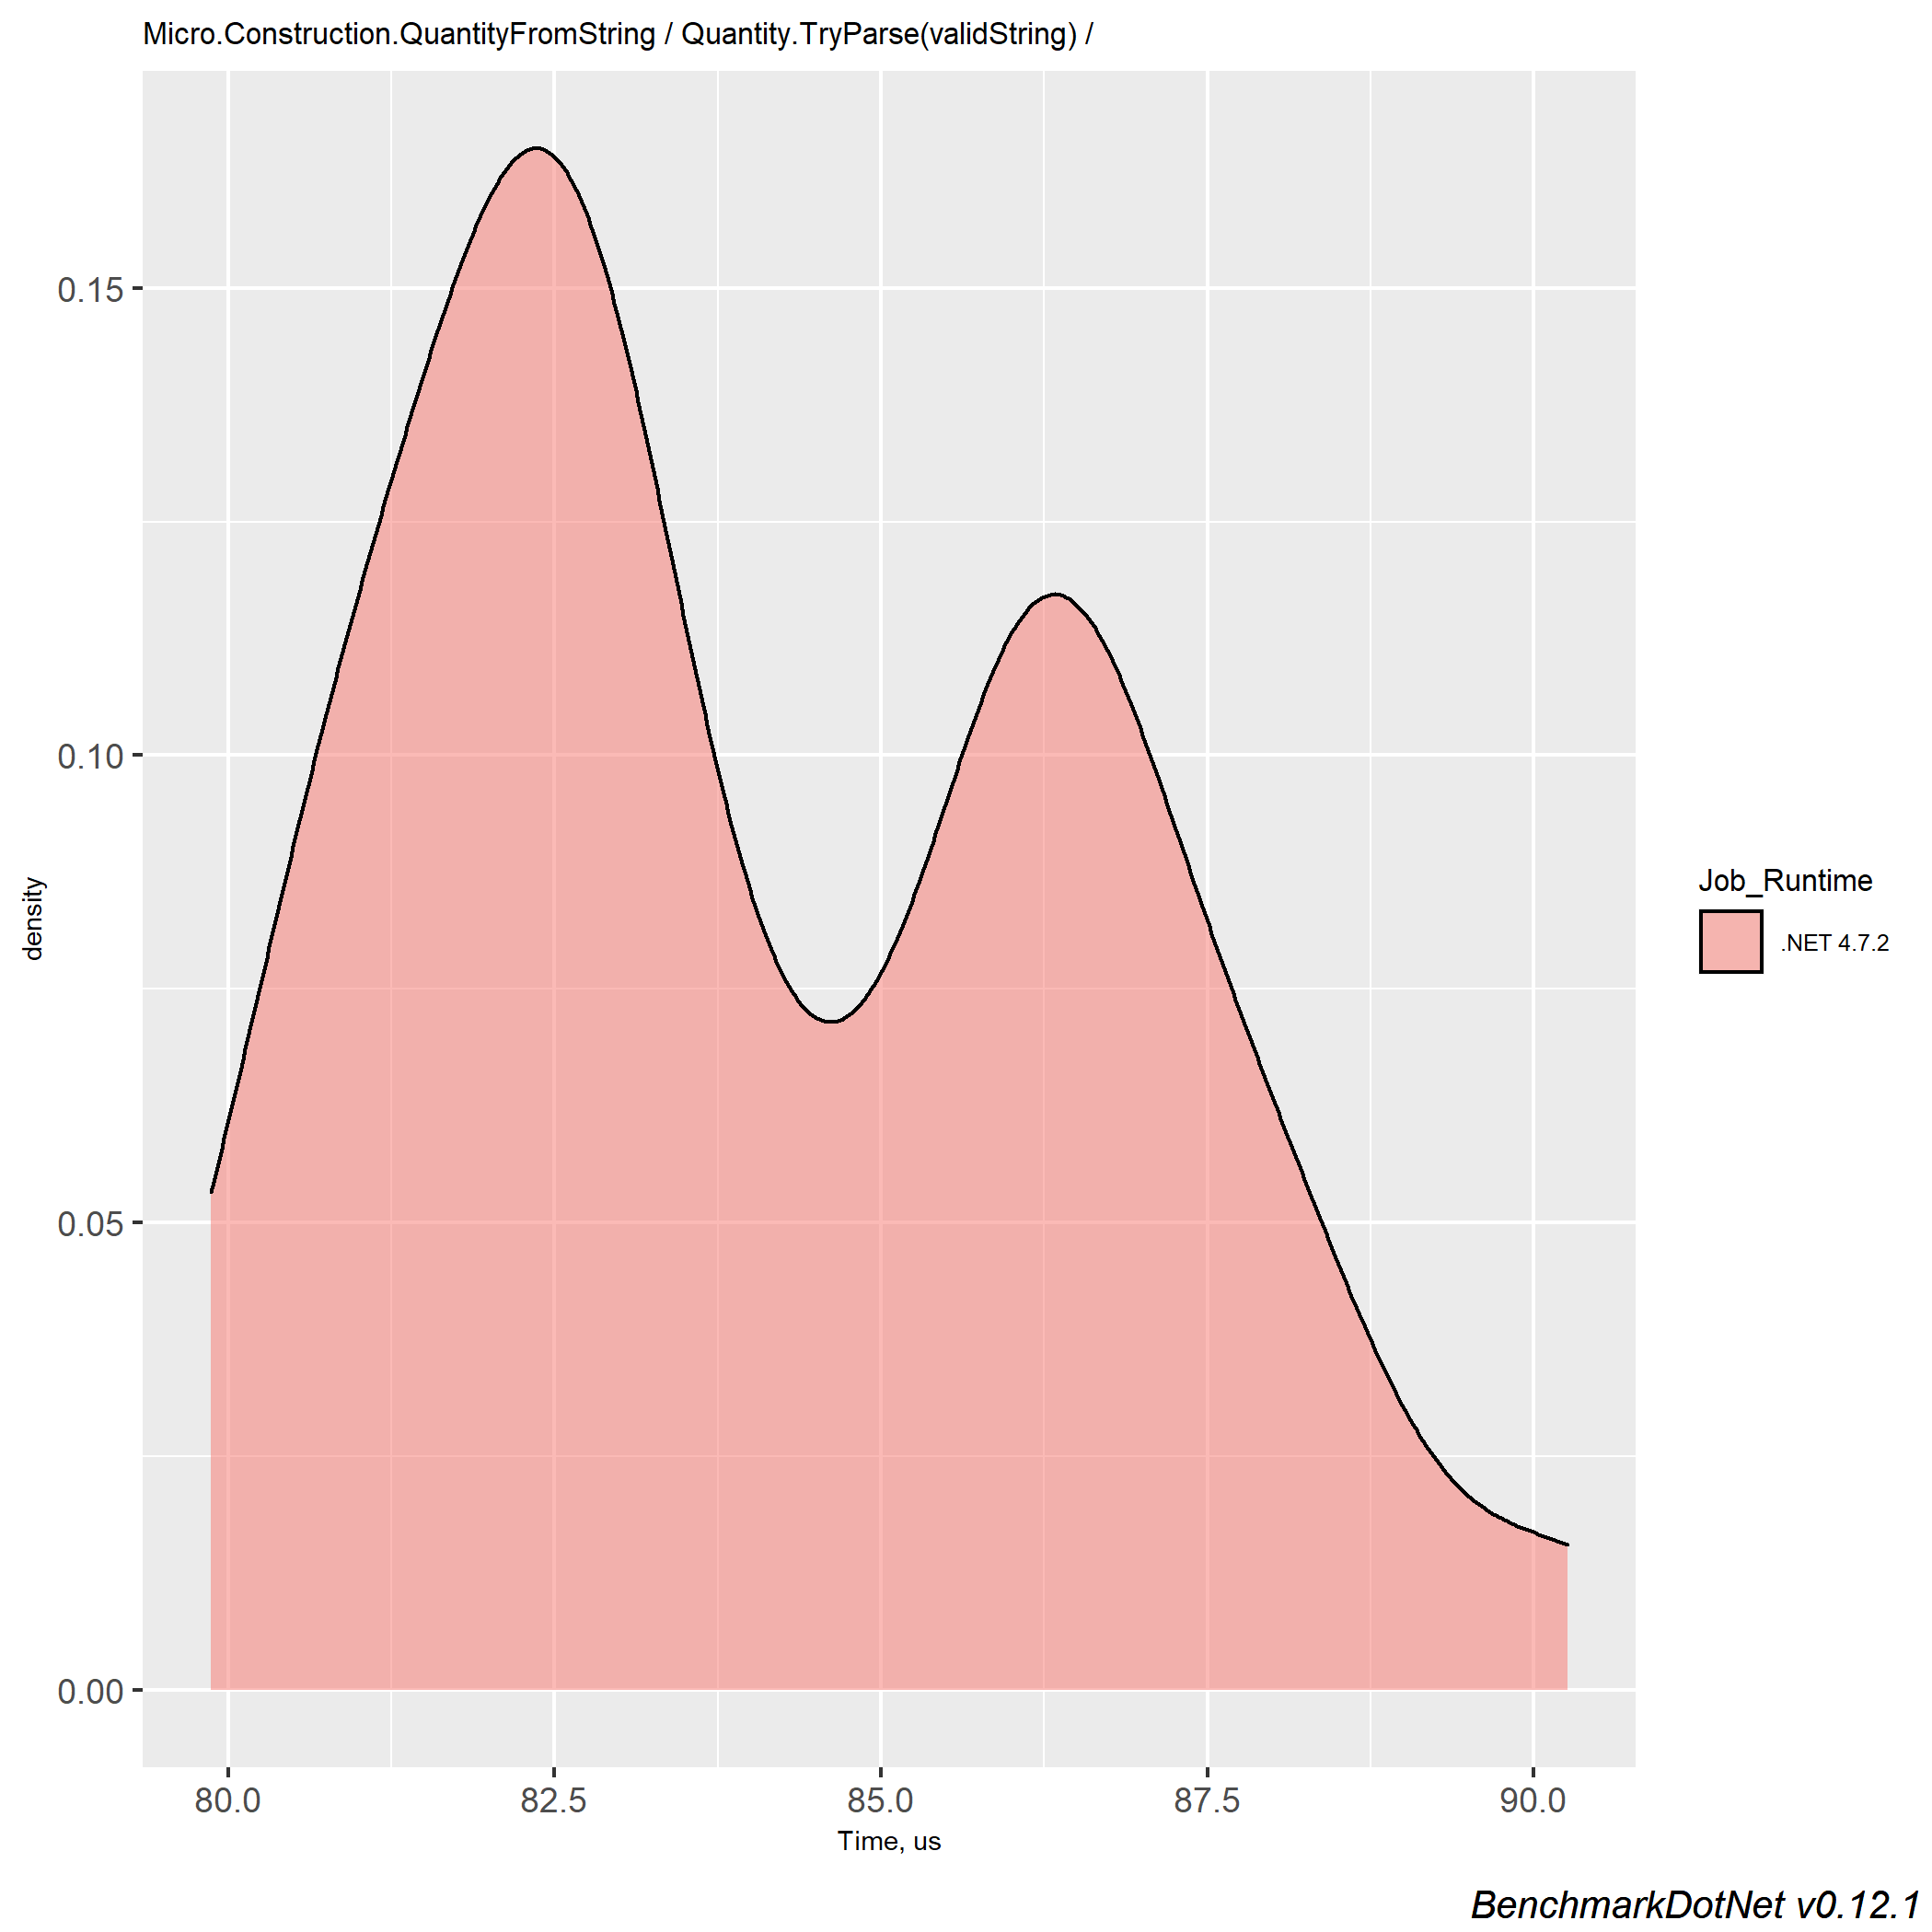 Micro.Construction.QuantityFromString / Quantity.TryParse(validString) /
0.15
0.10
0.05
0.00
density
80.0 82.5 85.0 87.5 90.0
Time, us
Job_Runtime
.NET 4.7.2
BenchmarkDotNet v0.12.1